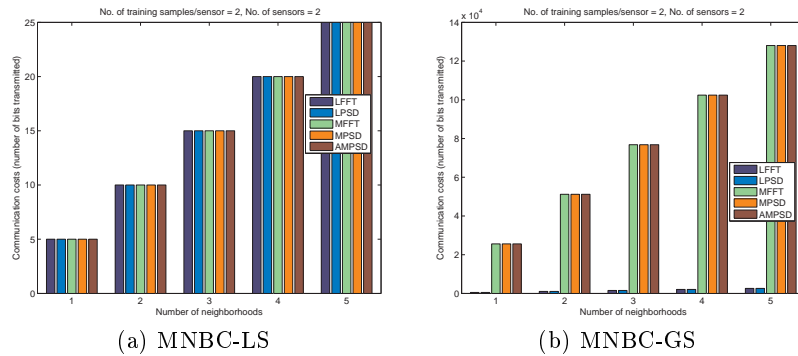 No. of training samples/sensor = 2, No. of sensors = 2
Communication costs (number of bits transmitted)
25
20
15
10
5
0
LFFT
LPSD
MFFT
MPSD
AMPSD
1 2 3 4 5
Number of neighborhoods
(a) MNBC-LS
No. of training samples/sensor = 2, No. of sensors = 2
x 10^4
Communication costs (number of bits transmitted)
14
12
10
8
6
4
2
0
LFFT
LPSD
MFFT
MPSD
AMPSD
1 2 3 4 5
Number of neighborhoods
(b) MNBC-GS